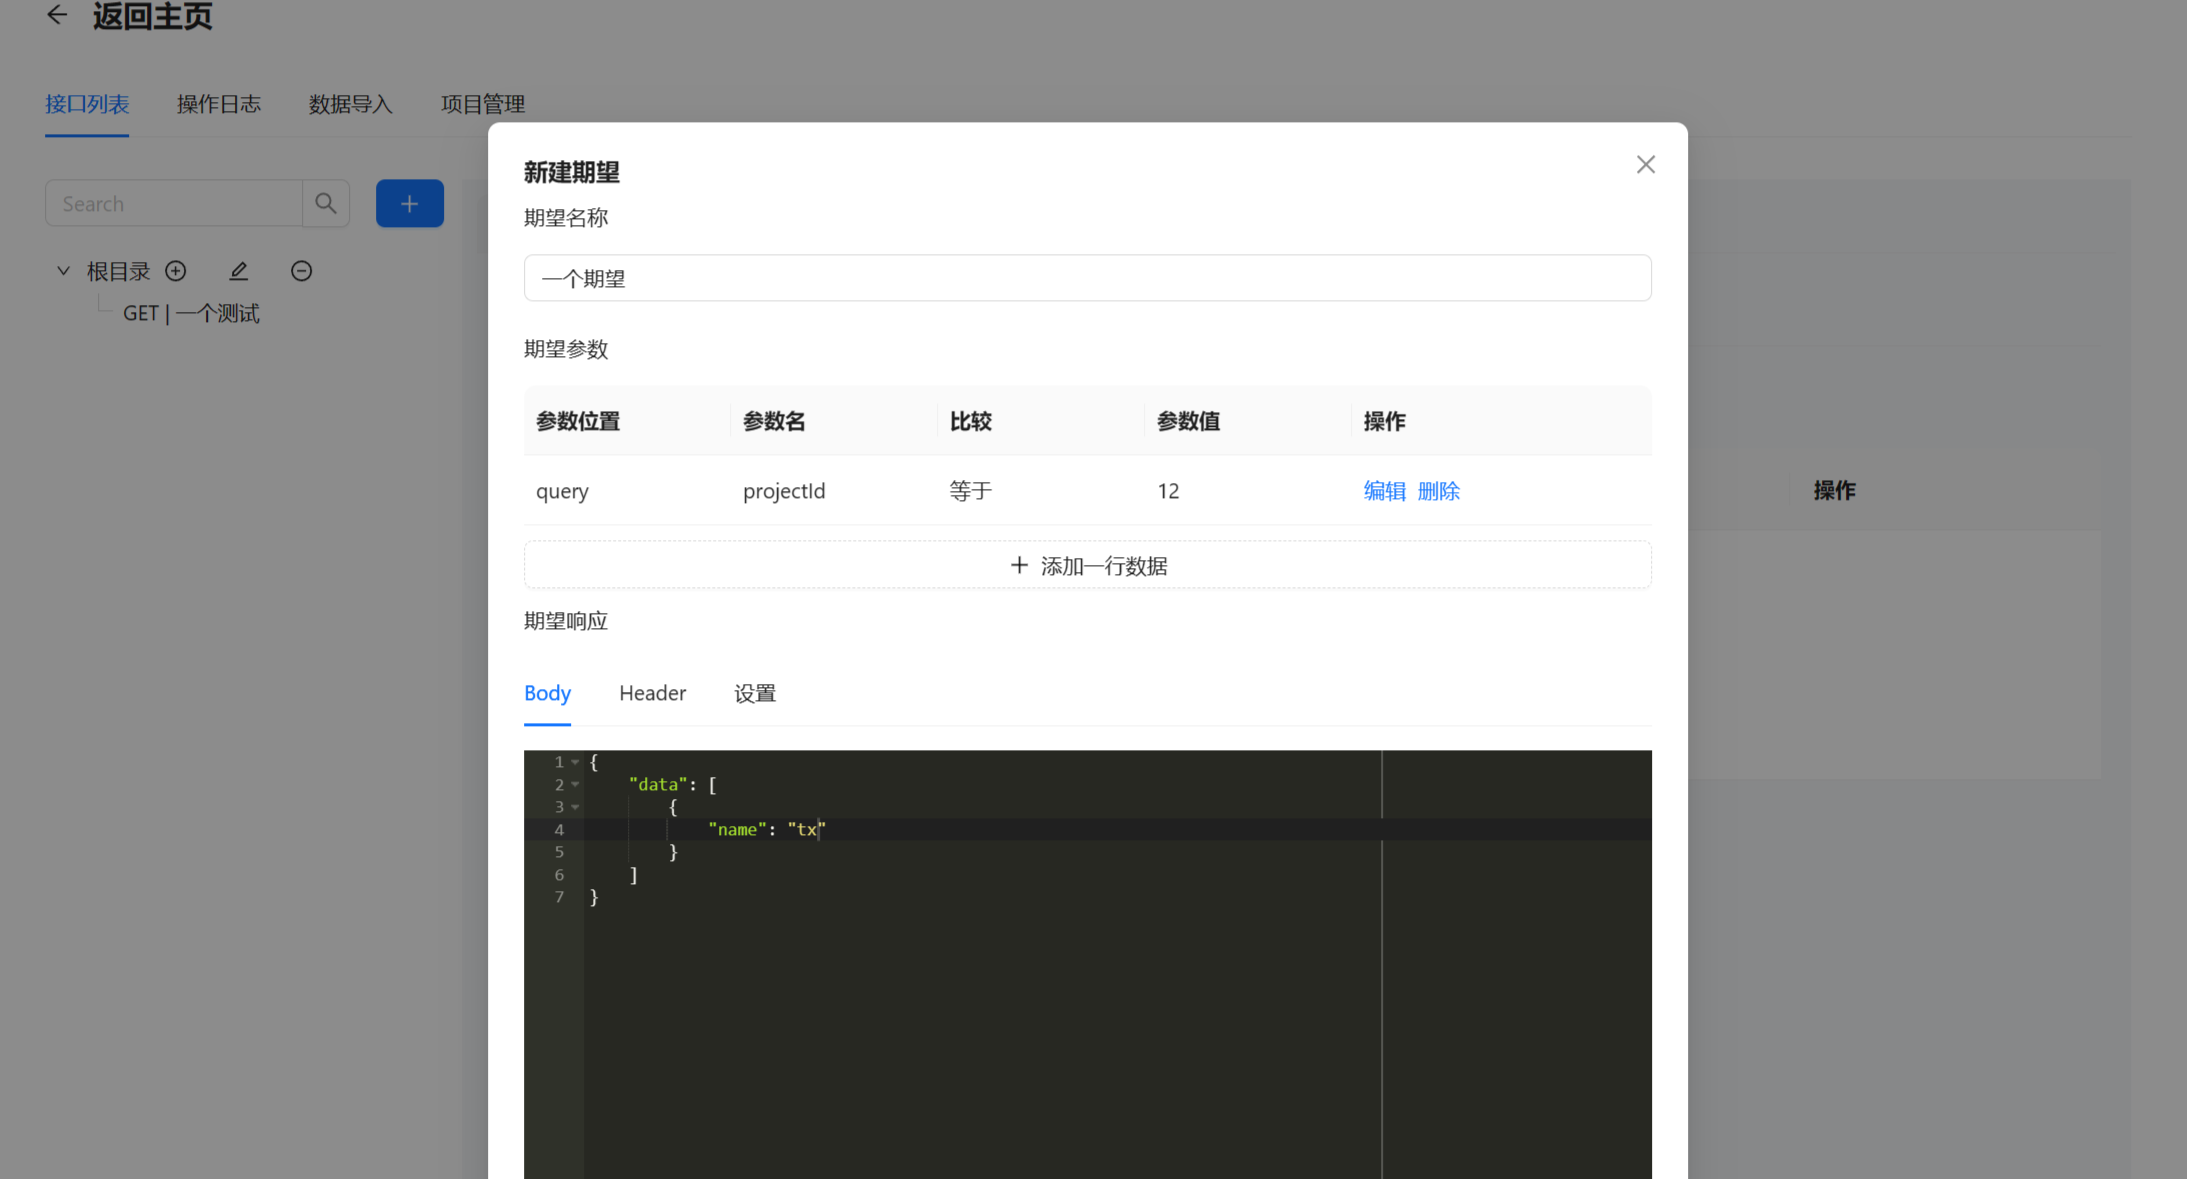 返回主页
接口列表 操作日志 数据导入 项目管理
Search
根目录
GET | 一个测试
新建期望
期望名称
一个期望
期望参数
参数位置 参数名 比较 参数值 操作
query projectId 等于 12 编辑 删除
操作
添加一行数据
期望响应
Body Header 设置
1 {
2 "data": [
3 {
4 "name": "tx"
5 }
6 ]
7 }